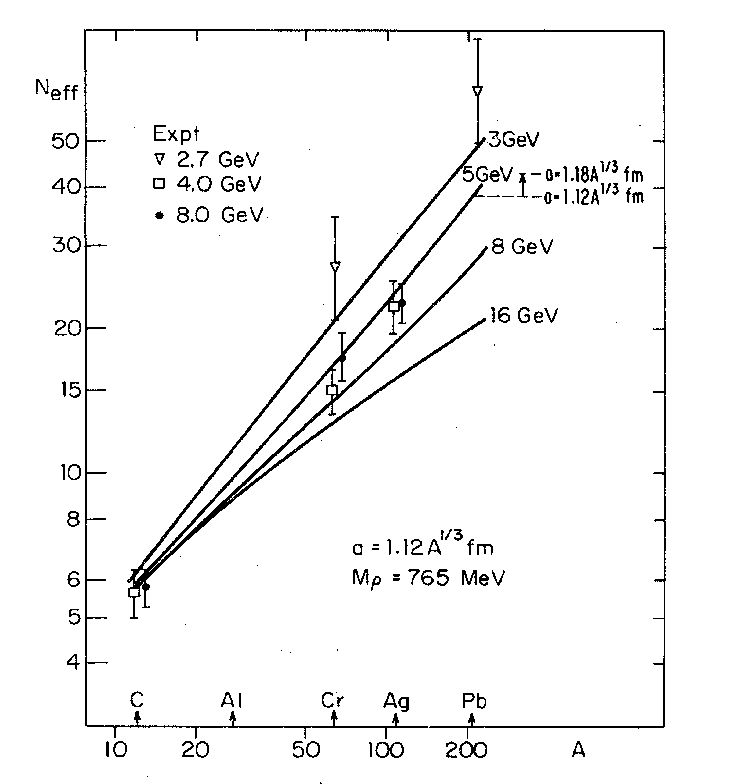 Neff
50
40
30
20
15
10
8
6
5
4
Expt
▽ 2.7 GeV
□ 4.0 GeV
• 8.0 GeV
3GeV
5GeV
a=1.18A1/3 fm
a=1.12A1/3 fm
8 GeV
16 GeV
a = 1.12 A1/3 fm
Mρ = 765 MeV
C Al Cr Ag Pb
10 20 50 100 200 A